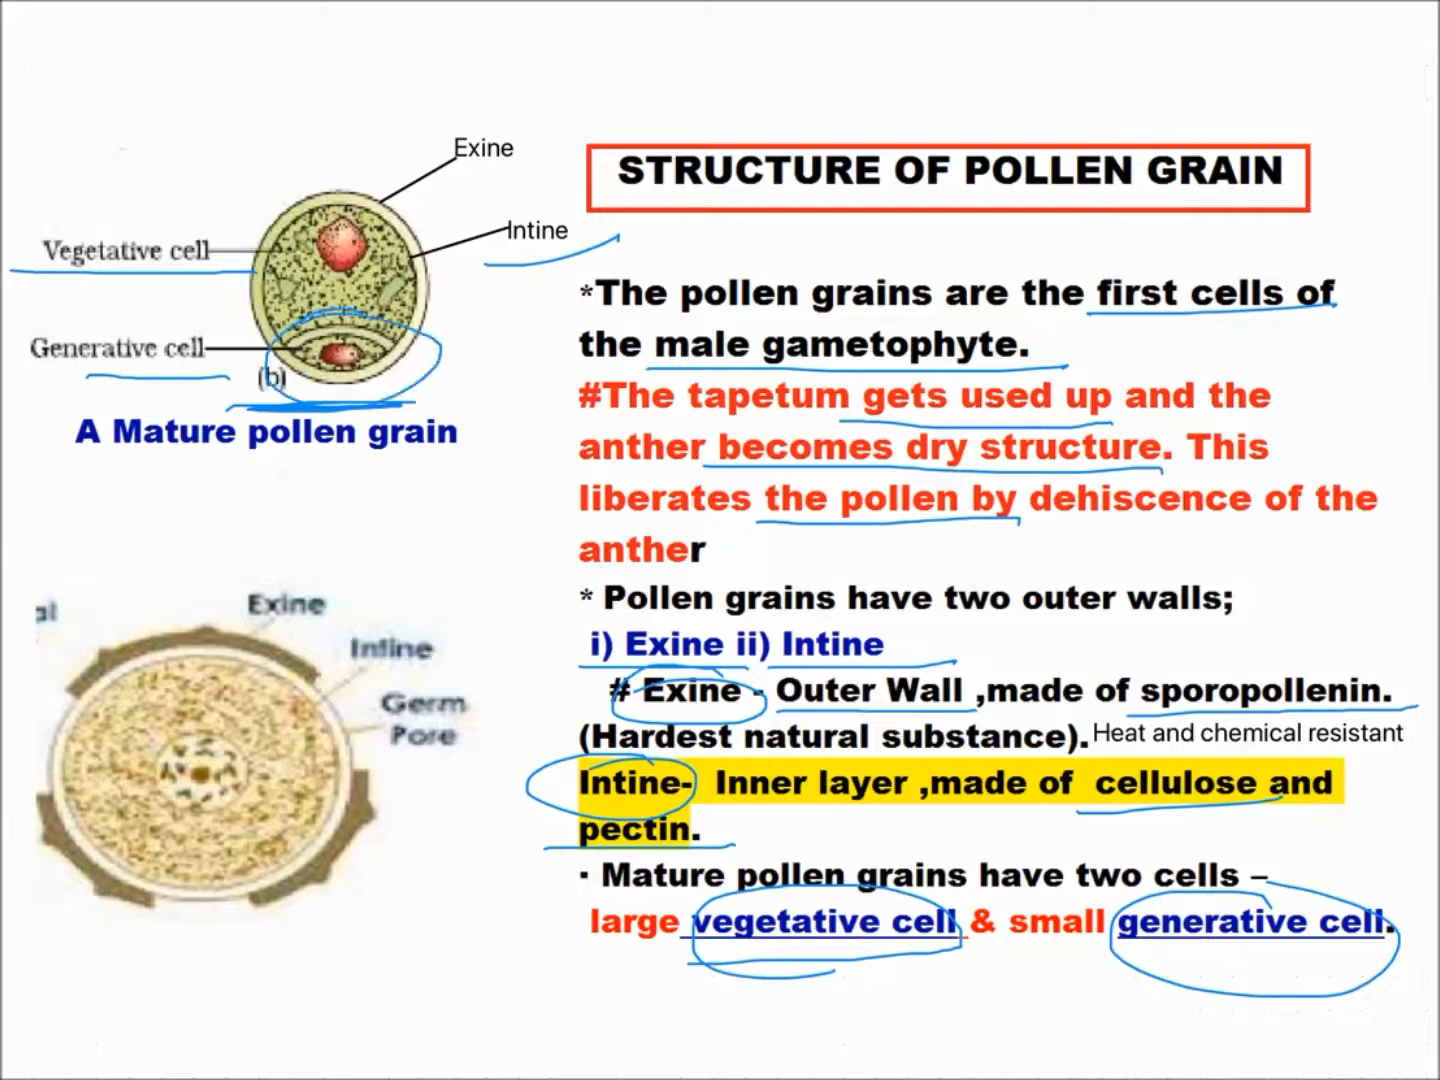 Exine
Intine
Vegetative cell
Generative cell
(b)
A Mature pollen grain
al
Exine
Intine
Germ
Pore
STRUCTURE OF POLLEN GRAIN
*The pollen grains are the first cells of
the male gametophyte.
#The tapetum gets used up and the
anther becomes dry structure. This
liberates the pollen by dehiscence of the
anther
* Pollen grains have two outer walls;
i) Exine ii) Intine
# Exine - Outer Wall ,made of sporopollenin.
(Hardest natural substance). Heat and chemical resistant
Intine- Inner layer ,made of cellulose and
pectin.
· Mature pollen grains have two cells –
large vegetative cell & small generative cell.